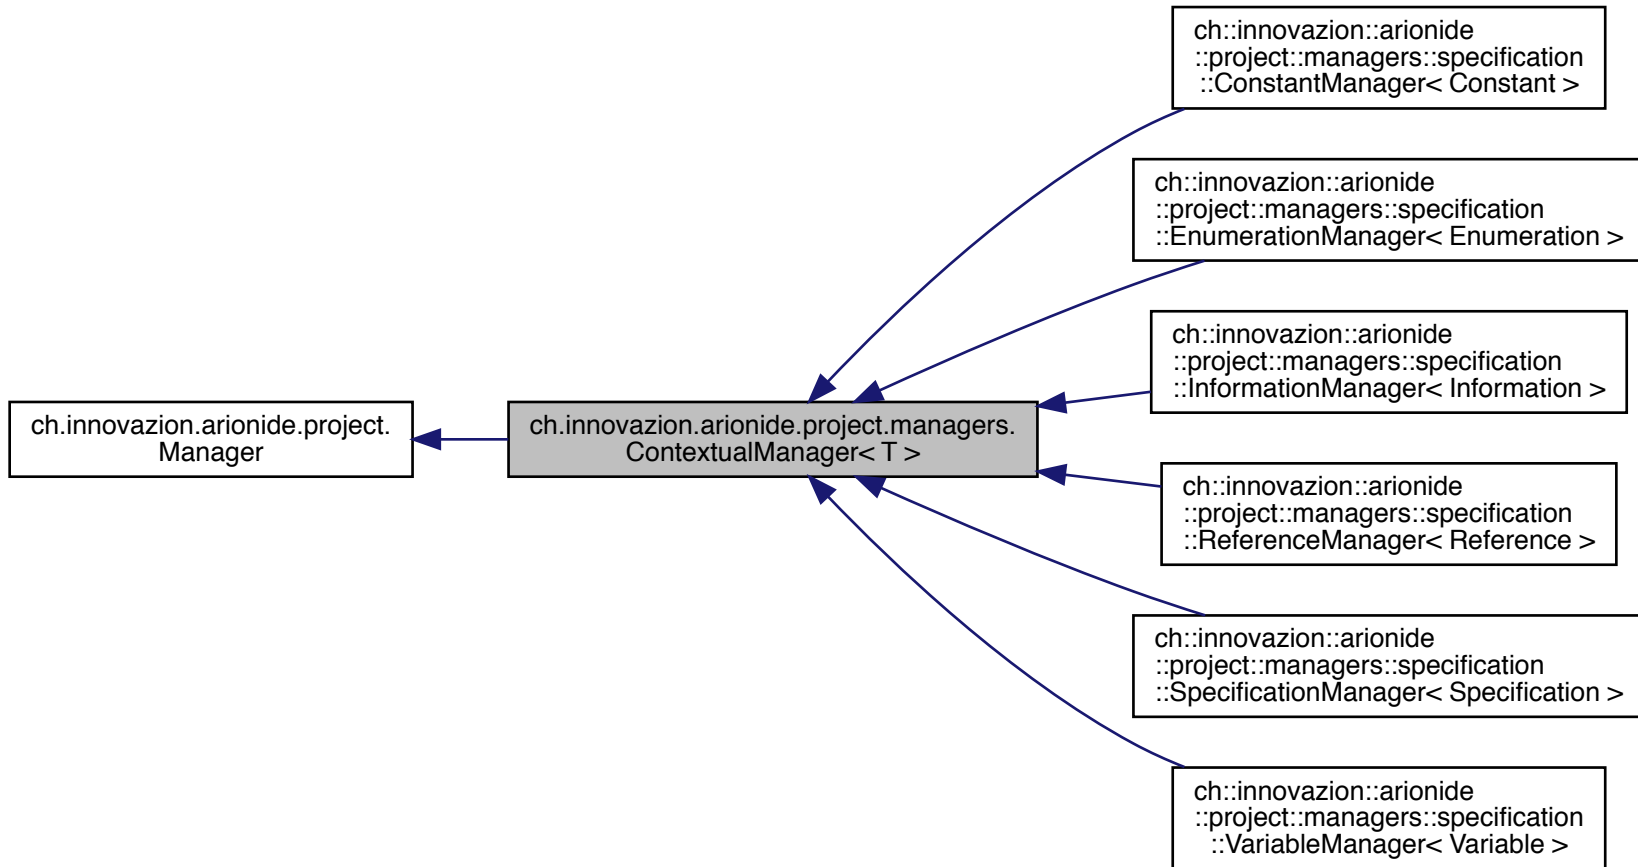 ch::innovazion::arionide
::project::managers::specification
::ConstantManager< Constant >
ch::innovazion::arionide
::project::managers::specification
::EnumerationManager< Enumeration >
ch::innovazion::arionide
::project::managers::specification
::InformationManager< Information >
ch.innovazion.arionide.project.
Manager
ch.innovazion.arionide.project.managers.
ContextualManager< T >
ch::innovazion::arionide
::project::managers::specification
::ReferenceManager< Reference >
ch::innovazion::arionide
::project::managers::specification
::SpecificationManager< Specification >
ch::innovazion::arionide
::project::managers::specification
::VariableManager< Variable >